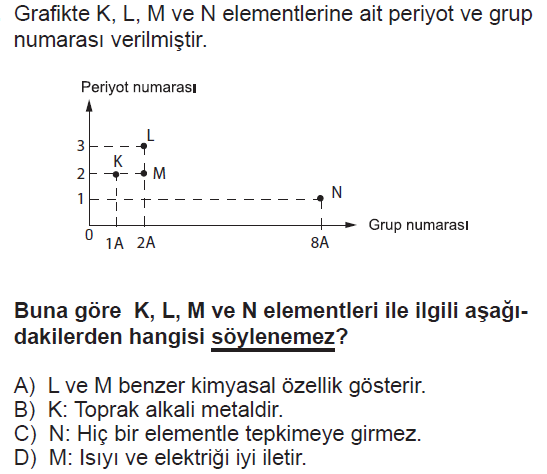 Grafikte K, L, M ve N elementlerine ait periyot ve grup
numarası verilmiştir.
Periyot numarası
3
L
K
2
M
1
N
0
1A
2A
8A
Grup numarası
Buna göre K, L, M ve N elementleri ile ilgili aşağı-
dakilerden hangisi söylenemez?
A) L ve M benzer kimyasal özellik gösterir.
B) K: Toprak alkali metaldir.
C) N: Hiç bir elementle tepkimeye girmez.
D) M: Isıyı ve elektriği iyi iletir.